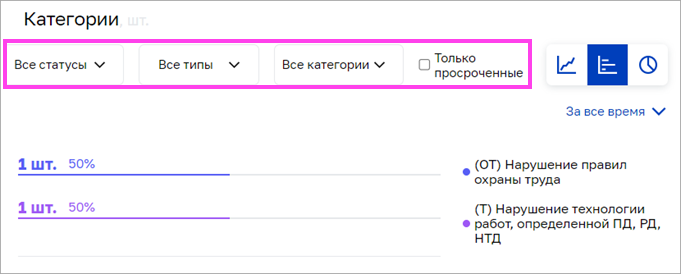 Категории, шт.
Все статусы Все типы Все категории Только
просроченные
За все время
1 шт. 50% (ОТ) Нарушение правил
охраны труда
1 шт. 50% (Т) Нарушение технологии
работ, определенной ПД, РД,
НТД